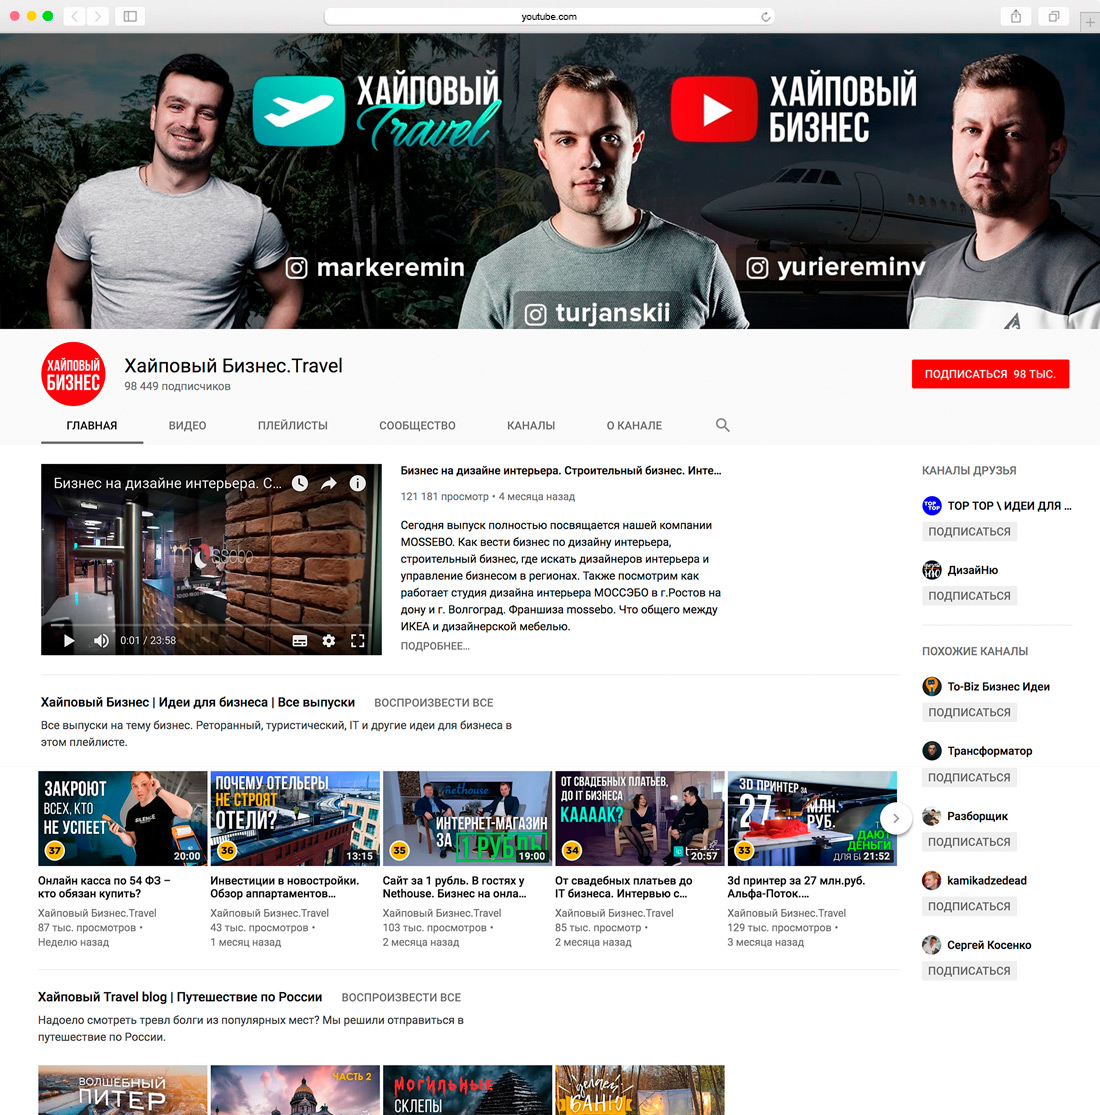 youtube.com
ХАЙПОВЫЙ
Travel
ХАЙПОВЫЙ
БИЗНЕС
markeremin
turjanskii
yuriereminv
ХАЙПОВЫЙ
БИЗНЕС
Хайповый Бизнес.Travel
98 449 подписчиков
ПОДПИСАТЬСЯ 98 ТЫС.
ГЛАВНАЯ
ВИДЕО
ПЛЕЙЛИСТЫ
СООБЩЕСТВО
КАНАЛЫ
О КАНАЛЕ
Бизнес на дизайне интерьера. С...
mossebo
0:01 / 23:58
Бизнес на дизайне интерьера. Строительный бизнес. Инте...
121 181 просмотр • 4 месяца назад
Сегодня выпуск полностью посвящается нашей компании
MOSSEBO. Как вести бизнес по дизайну интерьера,
строительный бизнес, где искать дизайнеров интерьера и
управление бизнесом в регионах. Также посмотрим как
работает студия дизайна интерьера МОССЭБО в г.Ростов на
дону и г. Волгоград. Франшиза mossebo. Что общего между
ИКЕА и дизайнерской мебелью.
ПОДРОБНЕЕ...
КАНАЛЫ ДРУЗЬЯ
TOP TOP
TOP TOP \ ИДЕИ ДЛЯ ...
ПОДПИСАТЬСЯ
ДизайНю
ПОДПИСАТЬСЯ
ПОХОЖИЕ КАНАЛЫ
To-Biz Бизнес Идеи
ПОДПИСАТЬСЯ
Трансформатор
ПОДПИСАТЬСЯ
Разборщик
ПОДПИСАТЬСЯ
kamikadzedead
ПОДПИСАТЬСЯ
Сергей Косенко
ПОДПИСАТЬСЯ
Хайповый Бизнес | Идеи для бизнеса | Все выпуски
ВОСПРОИЗВЕСТИ ВСЕ
Все выпуски на тему бизнес. Реторанный, туристический, IT и другие идеи для бизнеса в
этом плейлисте.
ЗАКРОЮТ
ВСЕХ, КТО
НЕ УСПЕЕТ
SILENCE
37
20:00
Онлайн касса по 54 ФЗ –
кто обязан купить?
Хайповый Бизнес.Travel
87 тыс. просмотров •
Неделю назад
ПОЧЕМУ ОТЕЛЬЕРЫ
НЕ СТРОЯТ
ОТЕЛИ?
36
13:15
Инвестиции в новостройки.
Обзор аппартаментов...
Хайповый Бизнес.Travel
43 тыс. просмотров •
1 месяц назад
nethouse
ИНТЕРНЕТ-МАГАЗИН
ЗА 1 РУБЛЬ
35
19:00
Сайт за 1 рубль. В гостях у
Nethouse. Бизнес на онла...
Хайповый Бизнес.Travel
103 тыс. просмотров •
2 месяца назад
ОТ СВАДЕБНЫХ ПЛАТЬЕВ,
ДО IT БИЗНЕСА
КАAААК?
34
20:57
От свадебных платьев до
IT бизнеса. Интервью с...
Хайповый Бизнес.Travel
85 тыс. просмотр •
2 месяца назад
3D ПРИНТЕР ЗА
27 МЛН.
РУБ.
ДАЮТ
ДЕНЬГИ
ДЛЯ БИ
33
21:52
3d принтер за 27 млн.руб.
Альфа-Поток....
Хайповый Бизнес.Travel
129 тыс. просмотров •
3 месяца назад
Хайповый Travel blog | Путешествие по России
ВОСПРОИЗВЕСТИ ВСЕ
Надоело смотреть тревл болги из популярных мест? Мы решили отправиться в
путешествие по России.
ВОЛШЕБНЫЙ
ПИТЕР
ЧАСТЬ 2
МОГИЛЬНЫЕ
СКЛЕПЫ
делаем
БАНЮ